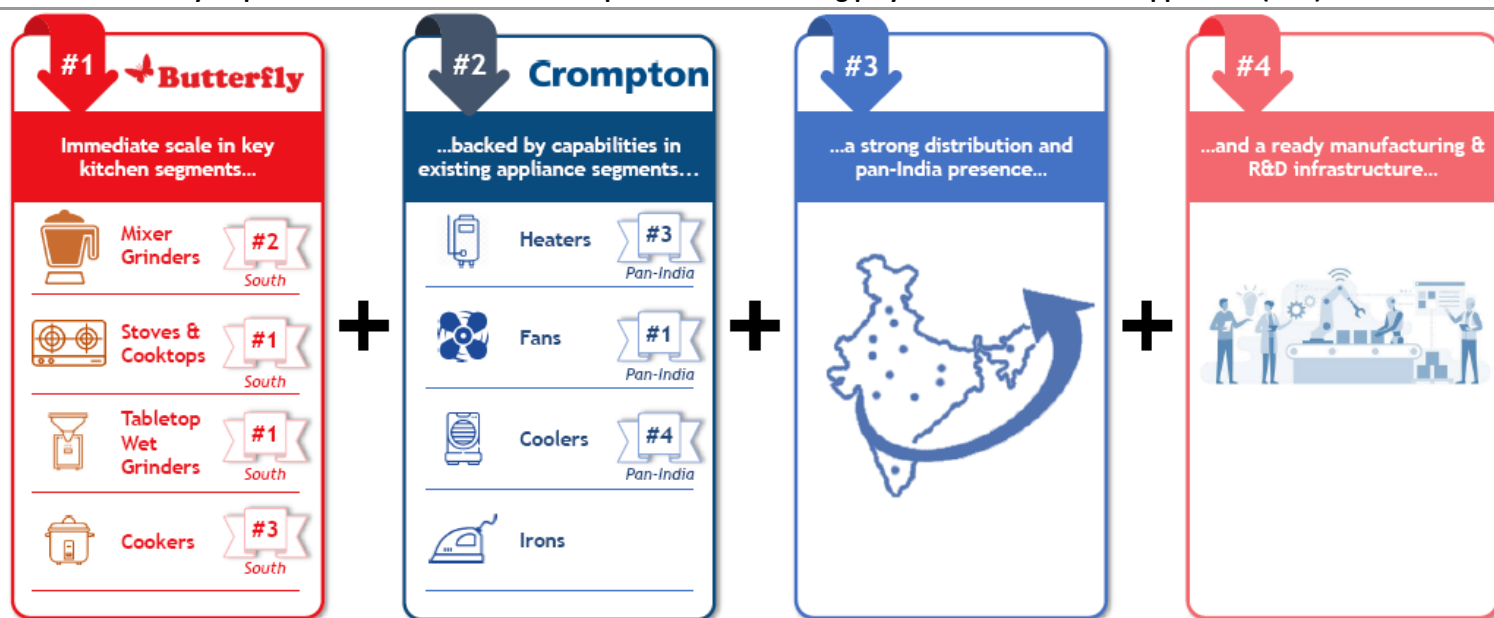 #1
Butterfly
Immediate scale in key
kitchen segments...
Mixer
Grinders
#2
South
Stoves &
Cooktops
#1
South
Tabletop
Wet
Grinders
#1
South
Cookers
#3
South
+
#2
Crompton
...backed by capabilities in
existing appliance segments...
Heaters
#3
Pan-India
Fans
#1
Pan-India
Coolers
#4
Pan-India
Irons
+
#3
...a strong distribution and
pan-India presence...
+
#4
...and a ready manufacturing &
R&D infrastructure...